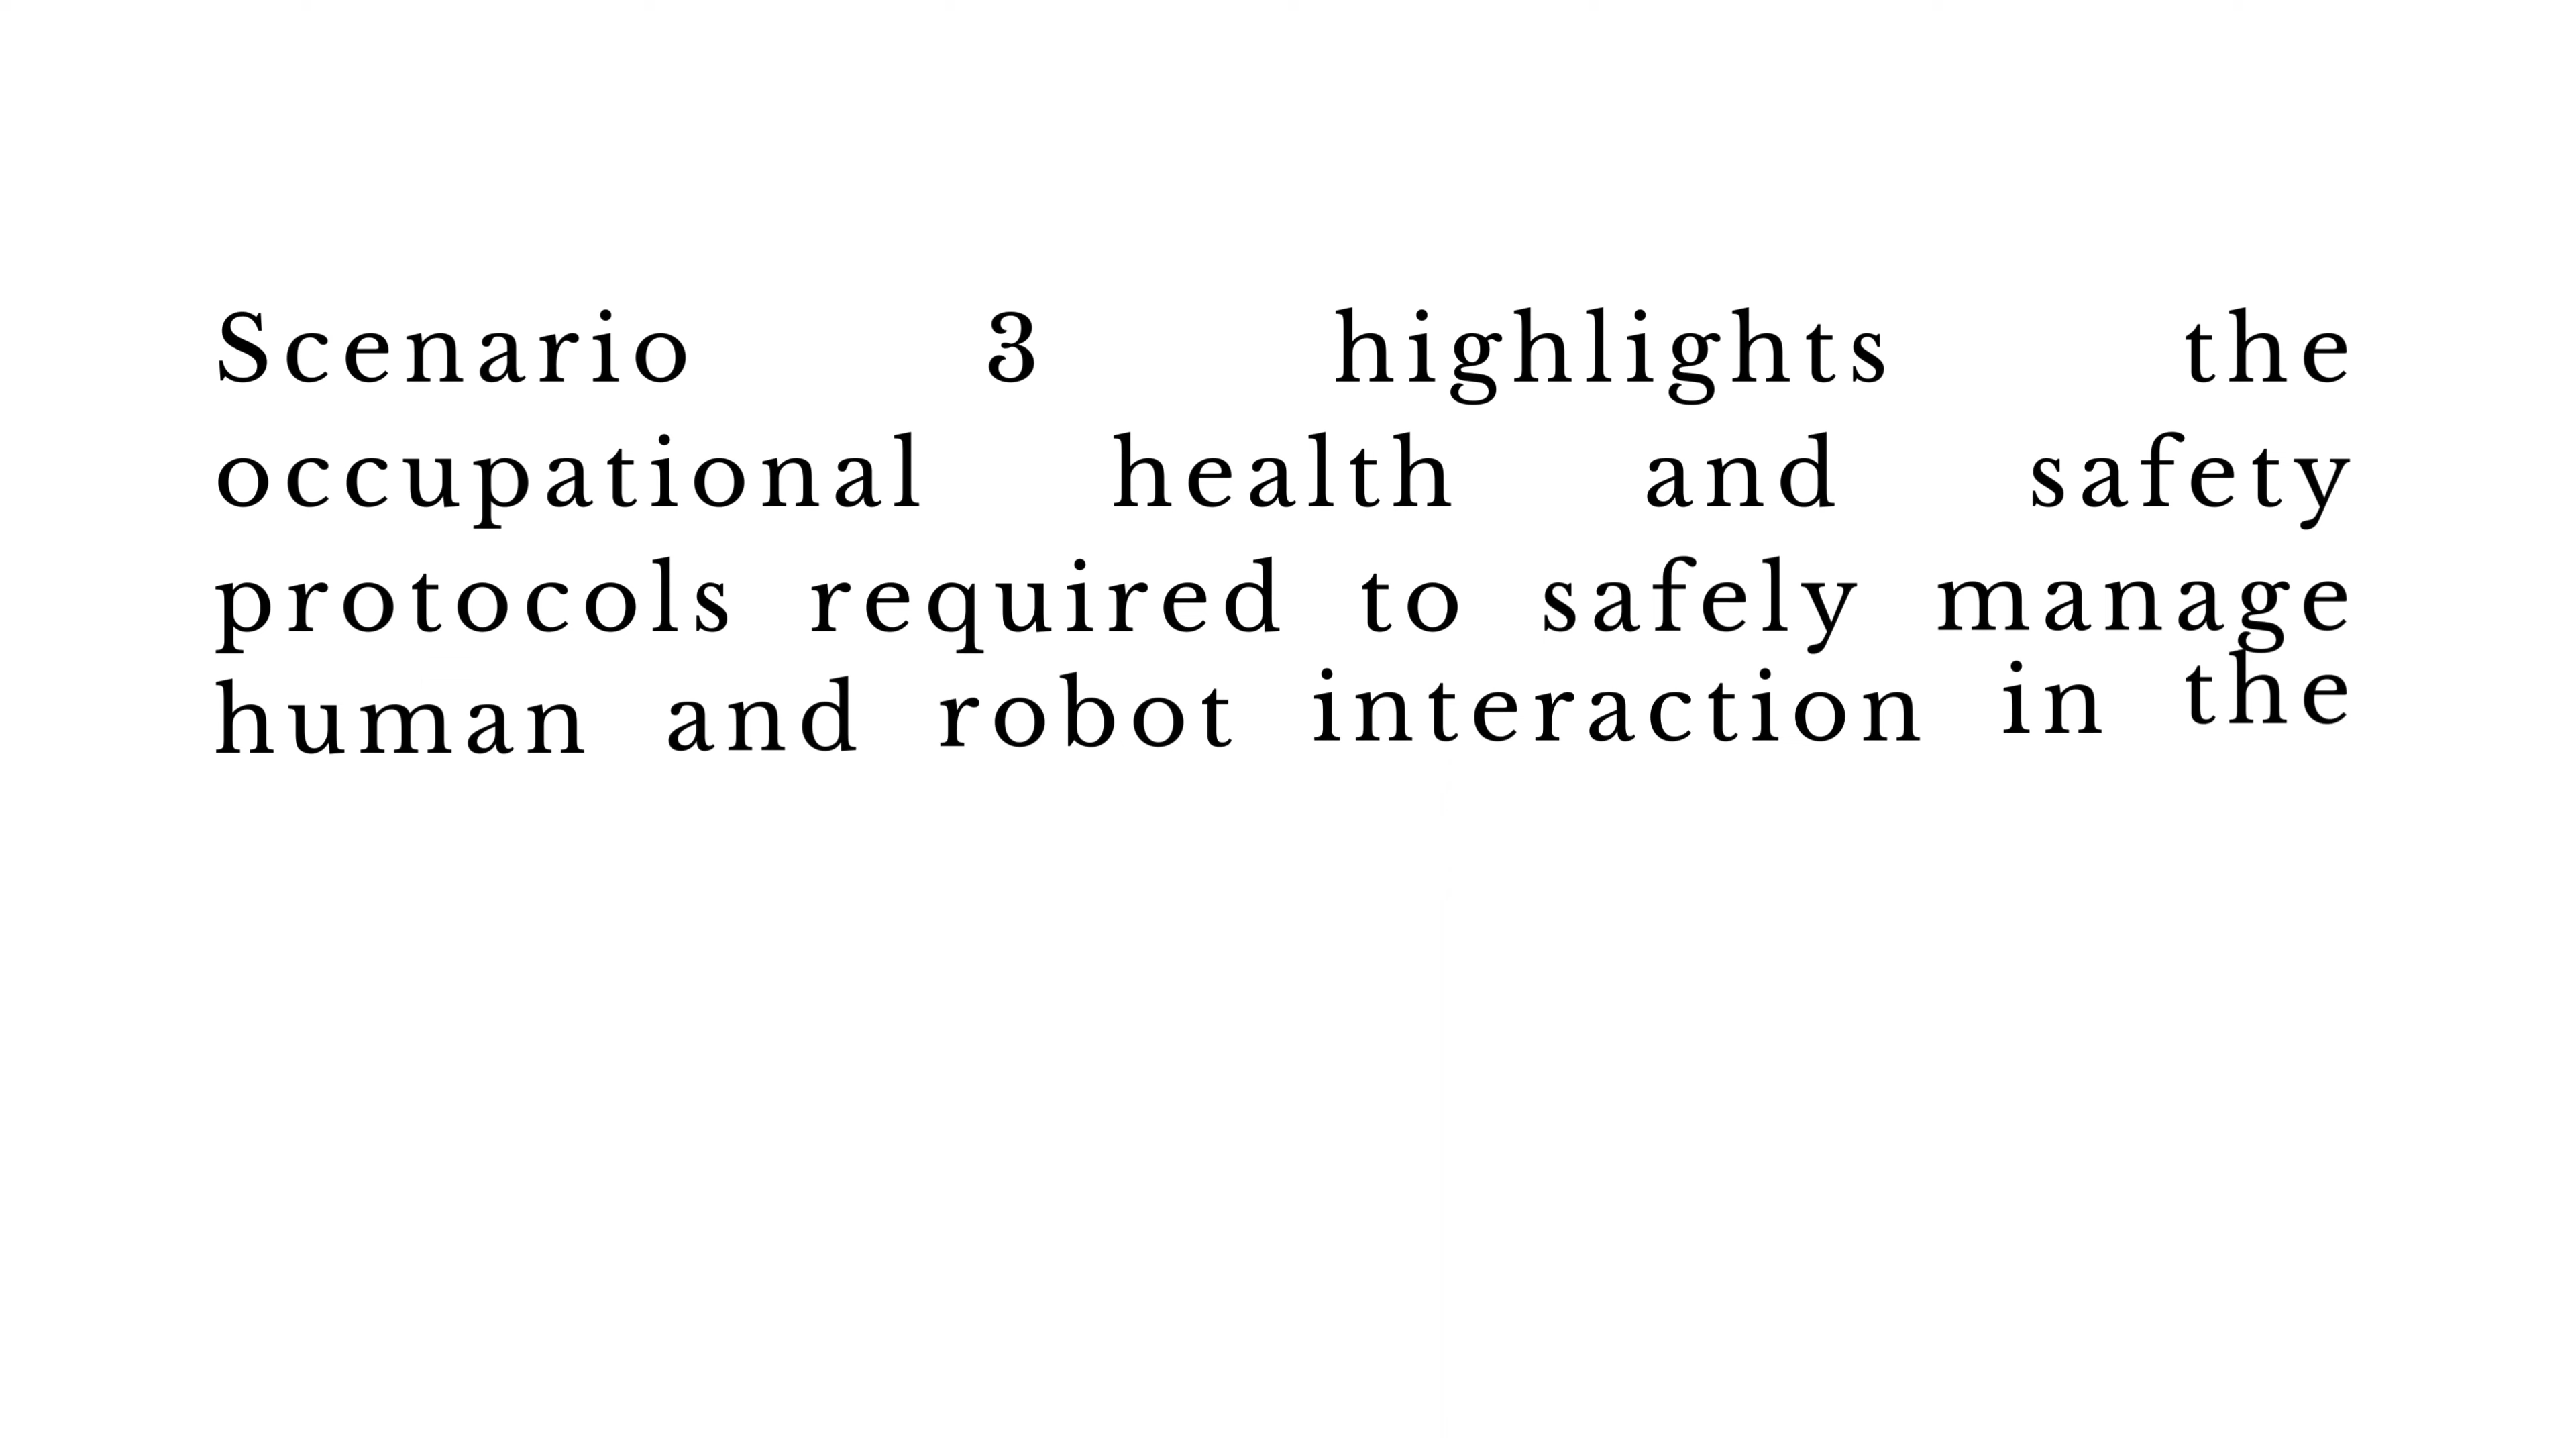 Scenario 3 highlights the
occupational health and safety
protocols required to safely manage
human and robot interaction in the